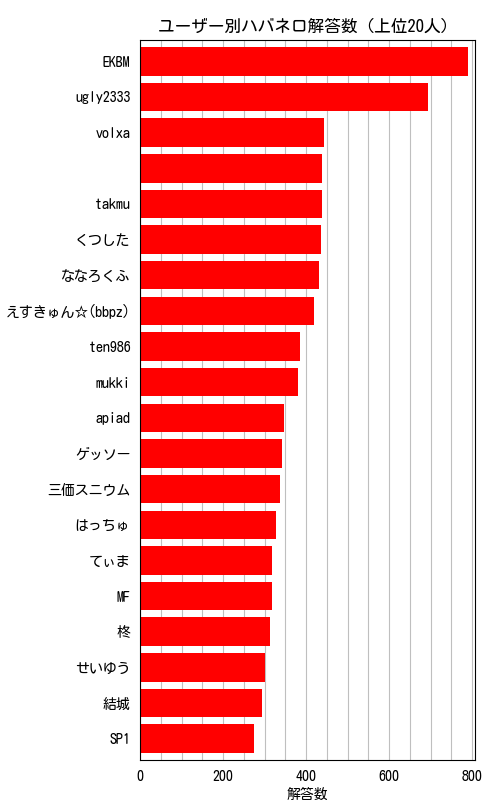 ユーザー別ハバネロ解答数 (上位20人)
EKBM
ugly2333
volxa
takmu
くつした
ななろくふ
えすきゅん☆(bbpz)
ten986
mukki
apiad
ゲッソー
三価スニウム
はっちゅ
てぃま
MF
柊
せいゆう
結城
SP1
0 200 400 600 800
解答数